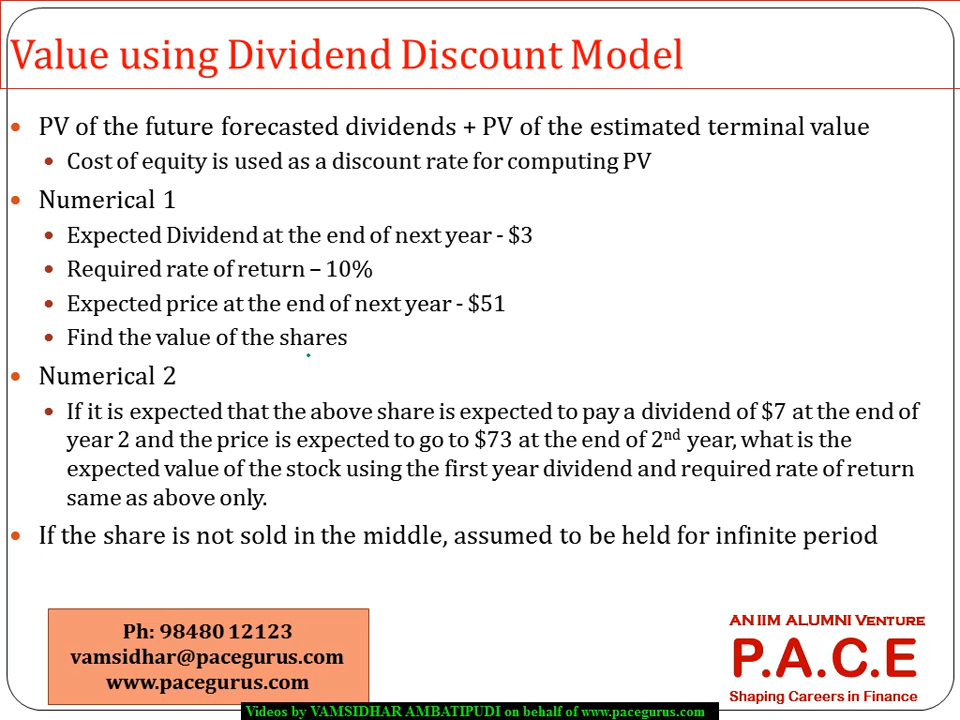 Value using Dividend Discount Model
• PV of the future forecasted dividends + PV of the estimated terminal value
• Cost of equity is used as a discount rate for computing PV
• Numerical 1
• Expected Dividend at the end of next year - $3
• Required rate of return – 10%
• Expected price at the end of next year - $51
• Find the value of the shares
• Numerical 2
• If it is expected that the above share is expected to pay a dividend of $7 at the end of
year 2 and the price is expected to go to $73 at the end of 2nd year, what is the
expected value of the stock using the first year dividend and required rate of return
same as above only.
• If the share is not sold in the middle, assumed to be held for infinite period
Ph: 98480 12123
vamsidhar@pacegurus.com
www.pacegurus.com
AN IIM ALUMNI VENTURE
P.A.C.E
Shaping Careers in Finance
Videos by VAMSIDHAR AMBATIPUDI on behalf of www.pacegurus.com